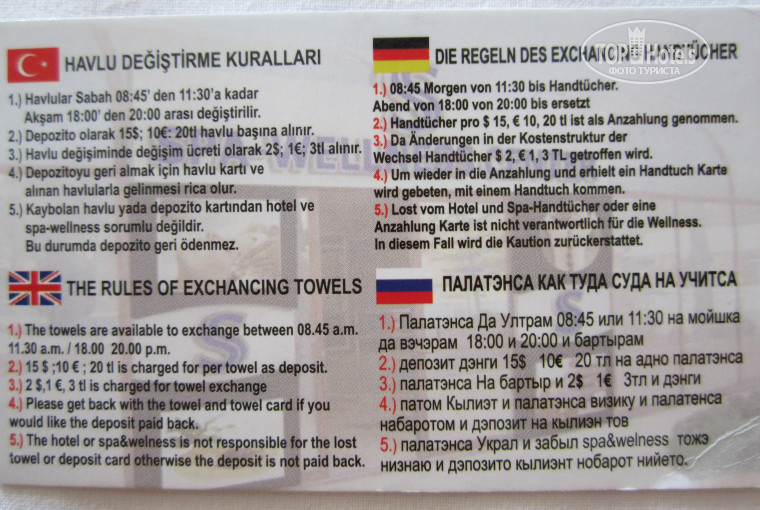 HAVLU DEĞİŞTİRME KURALLARI
1.) Havlular Sabah 08:45' den 11:30'a kadar
Akşam 18:00' den 20:00 arası değiştirilir.
2.) Depozito olarak 15$; 10€: 20tl havlu başına alınır.
3.) Havlu değişiminde değişim ücreti olarak 2$; 1€; 3tl alınır.
4.) Depozitoyu geri almak için havlu kartı ve
alınan havlularla gelinmesi rica olur.
5.) Kaybolan havlu yada depozito kartından hotel ve
spa-wellness sorumlu değildir.
Bu durumda depozito geri ödenmez.
DIE REGELN DES EXCHANGING HANDTÜCHER
1.) 08:45 Morgen von 11:30 bis Handtücher.
Abend von 18:00 von 20:00 bis ersetzt
2.) Handtücher pro $ 15, € 10, 20 tl ist als Anzahlung genommen.
3.) Da Änderungen in der Kostenstruktur der
Wechsel Handtücher $ 2, € 1, 3 TL getroffen wird.
4.) Um wieder in die Anzahlung und erhielt ein Handtuch Karte
wird gebeten, mit einem Handtuch kommen.
5.) Lost vom Hotel und Spa-Handtücher oder eine
Anzahlung Karte ist nicht verantwortlich für die Wellness.
In diesem Fall wird die Kaution zurückerstattet.
TOPHotels
ФОТО ТУРИСТА
THE RULES OF EXCHANCING TOWELS
1.) The towels are available to exchange between 08.45 a.m.
11.30 a.m. / 18.00 20.00 p.m.
2.) 15 $ ;10 € ; 20 tl is charged for per towel as deposit.
3.) 2 $ ,1 €, 3 tl is charged for towel exchange
4.) Please get back with the towel and towel card if you
would like the deposit paid back.
5.) The hotel or spa&welness is not responsible for the lost
towel or deposit card otherwise the deposit is not paid back.
ПАЛАТЭНСА КАК ТУДА СУДА НА УЧИТСА
1.) Палатэнса Да Ултрам 08:45 или 11:30 на мойшка
да вэчэрам 18:00 и 20:00 и бартырам
2.) депозит дэнги 15$ 10€ 20 тл на адно палатэнса
3.) палатэнса На бартыр и 2$ 1€ 3тл и дэнги
4.) патом Кылиэт и палатэнса визику и палатенса
набаротом и дэпозит на кылиэн тов
5.) палатэнса Украл и забыл spa&welness тожэ
низнаю и дэпозито кылиэнт нобарот нийето.
SPA-WELLN
S
S
S